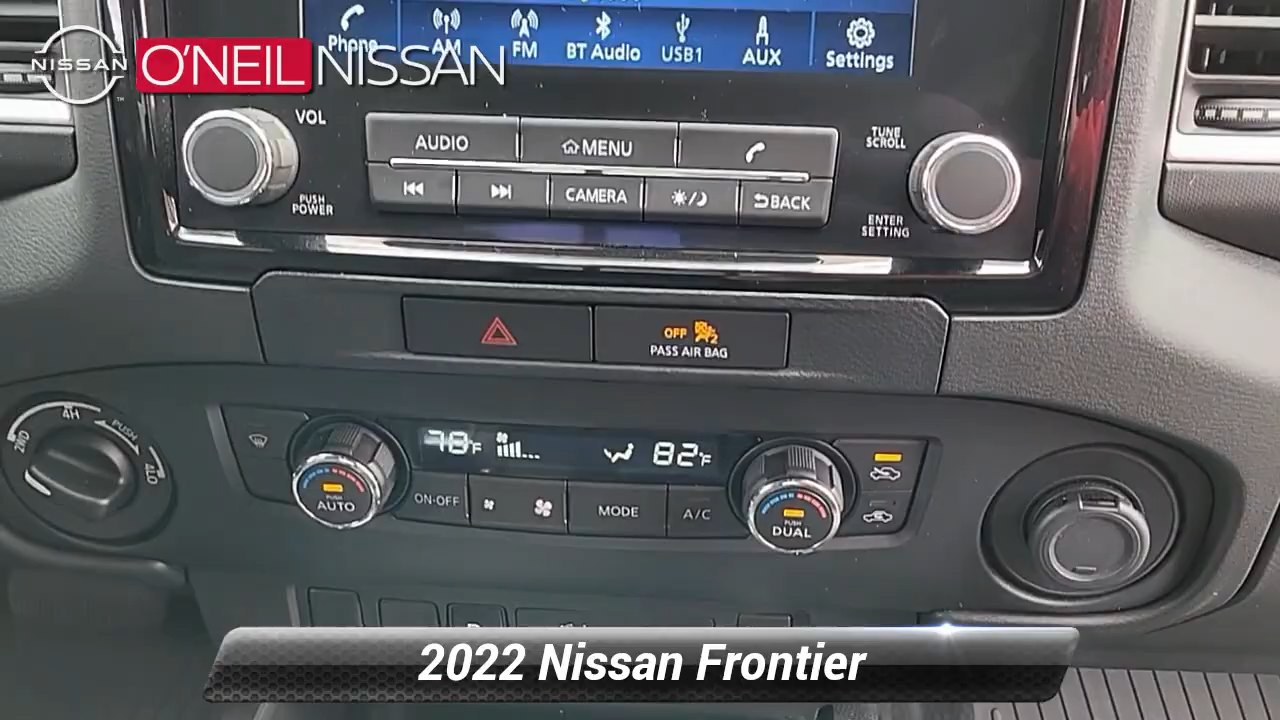 NISSAN O'NEIL NISSAN
Phone AM FM BT Audio USB1 AUX Settings
VOL
PUSH
POWER
AUDIO MENU
CAMERA BACK
TUNE
SCROLL
ENTER
SETTING
OFF 2
PASS AIR BAG
2WD 4H PUSH 4LO
78°F 82°F
PUSH
AUTO
ON·OFF MODE A/C
PUSH
DUAL
2022 Nissan Frontier